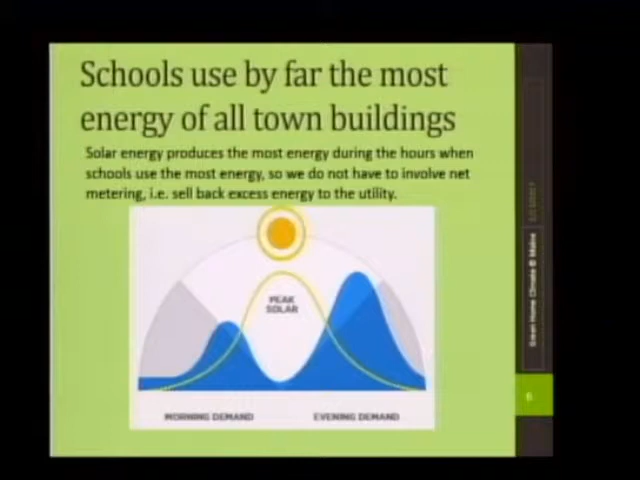 Schools use by far the most
energy of all town buildings
Solar energy produces the most energy during the hours when
schools use the most energy, so we do not have to involve net
metering, i.e. sell back excess energy to the utility.
PEAK
SOLAR
MORNING DEMAND
EVENING DEMAND
6